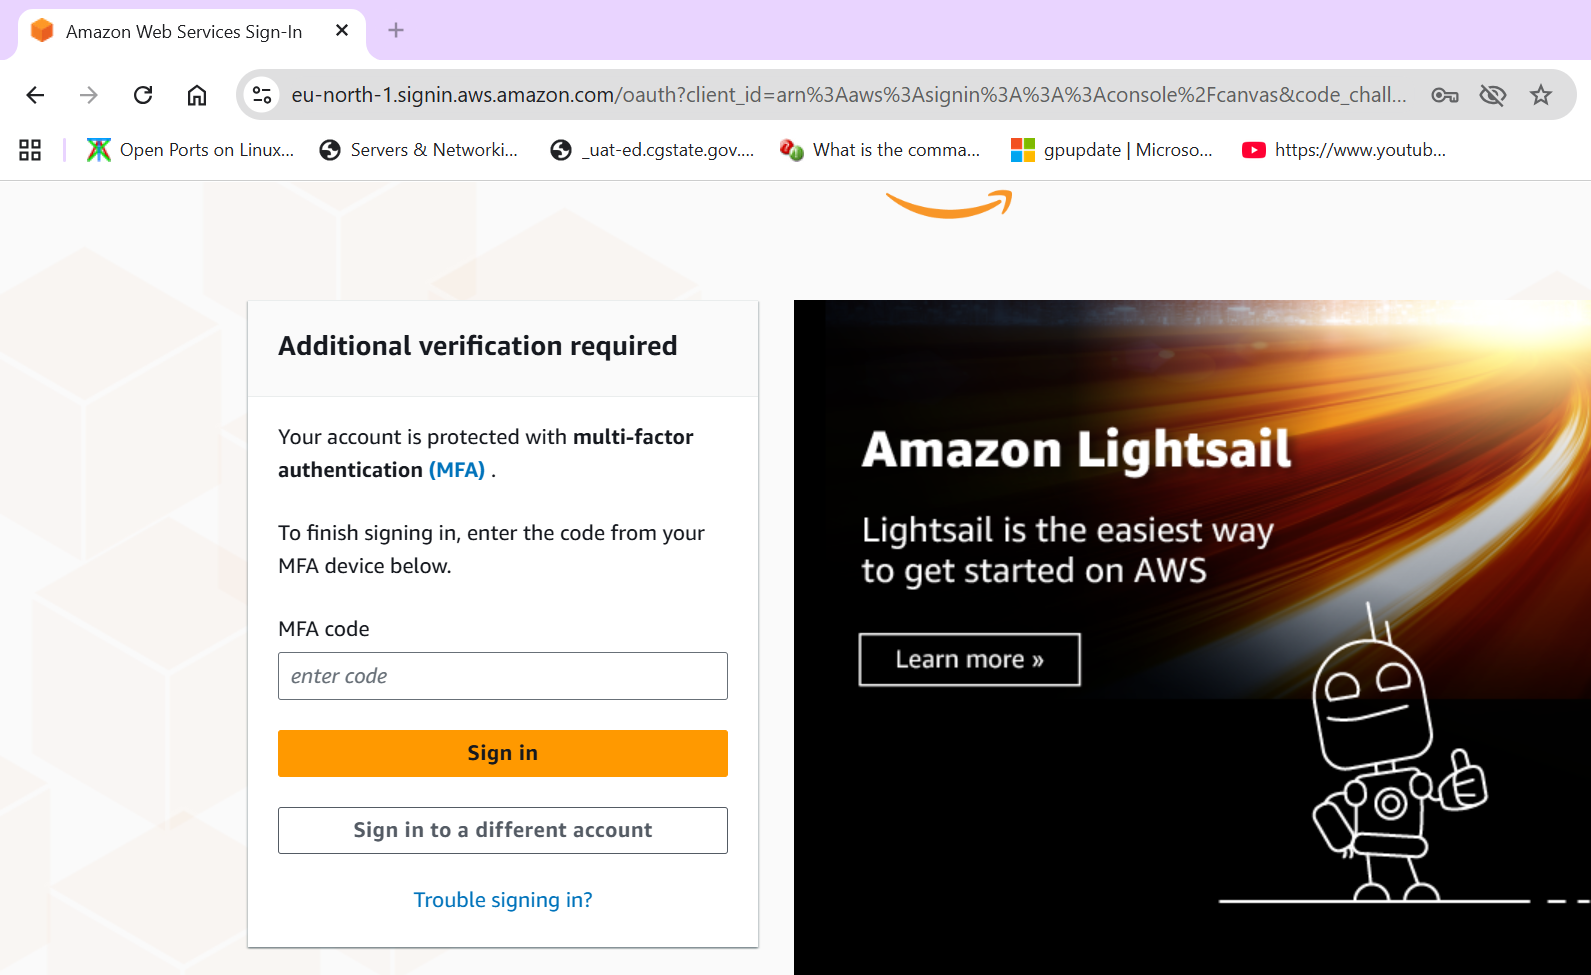 Amazon Web Services Sign-In
eu-north-1.signin.aws.amazon.com/oauth?client_id=arn%3Aaws%3Asignin%3A%3A%3Aconsole%2Fcanvas&code_chall...
Open Ports on Linux... Servers & Networki... _uat-ed.cgstate.gov.... What is the comma... gpupdate | Microso... https://www.youtub...
Additional verification required
Your account is protected with multi-factor
authentication (MFA) .
To finish signing in, enter the code from your
MFA device below.
MFA code
enter code
Sign in
Sign in to a different account
Trouble signing in?
Amazon Lightsail
Lightsail is the easiest way
to get started on AWS
Learn more »